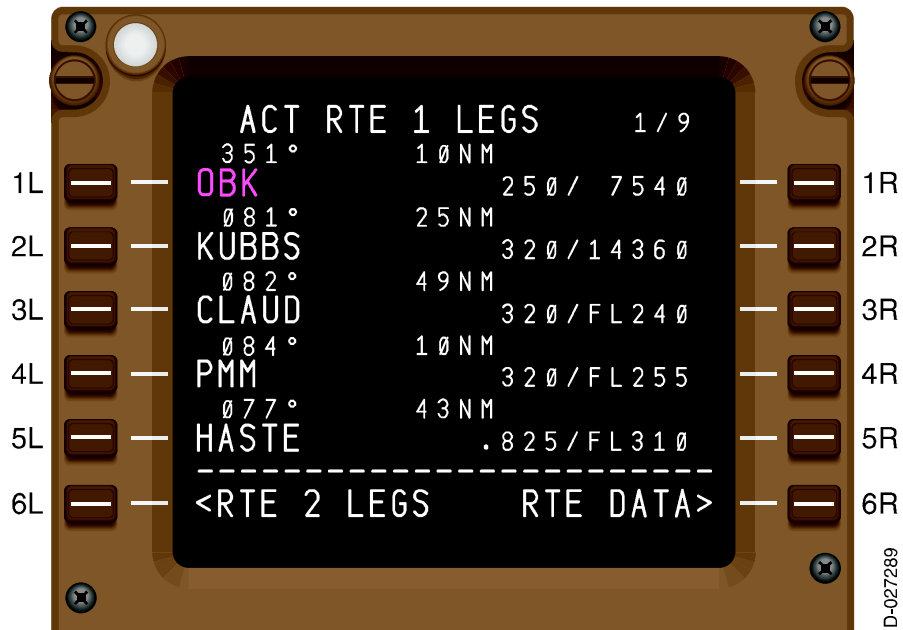 ACT RTE 1 LEGS 1/9
351° 10NM
1L OBK 250/ 7540 1R
081° 25NM
2L KUBBS 320/14360 2R
082° 49NM
3L CLAUD 320/FL240 3R
084° 10NM
4L PMM 320/FL255 4R
077° 43NM
5L HASTE .825/FL310 5R
------------------------
6L <RTE 2 LEGS RTE DATA> 6R
D-027289